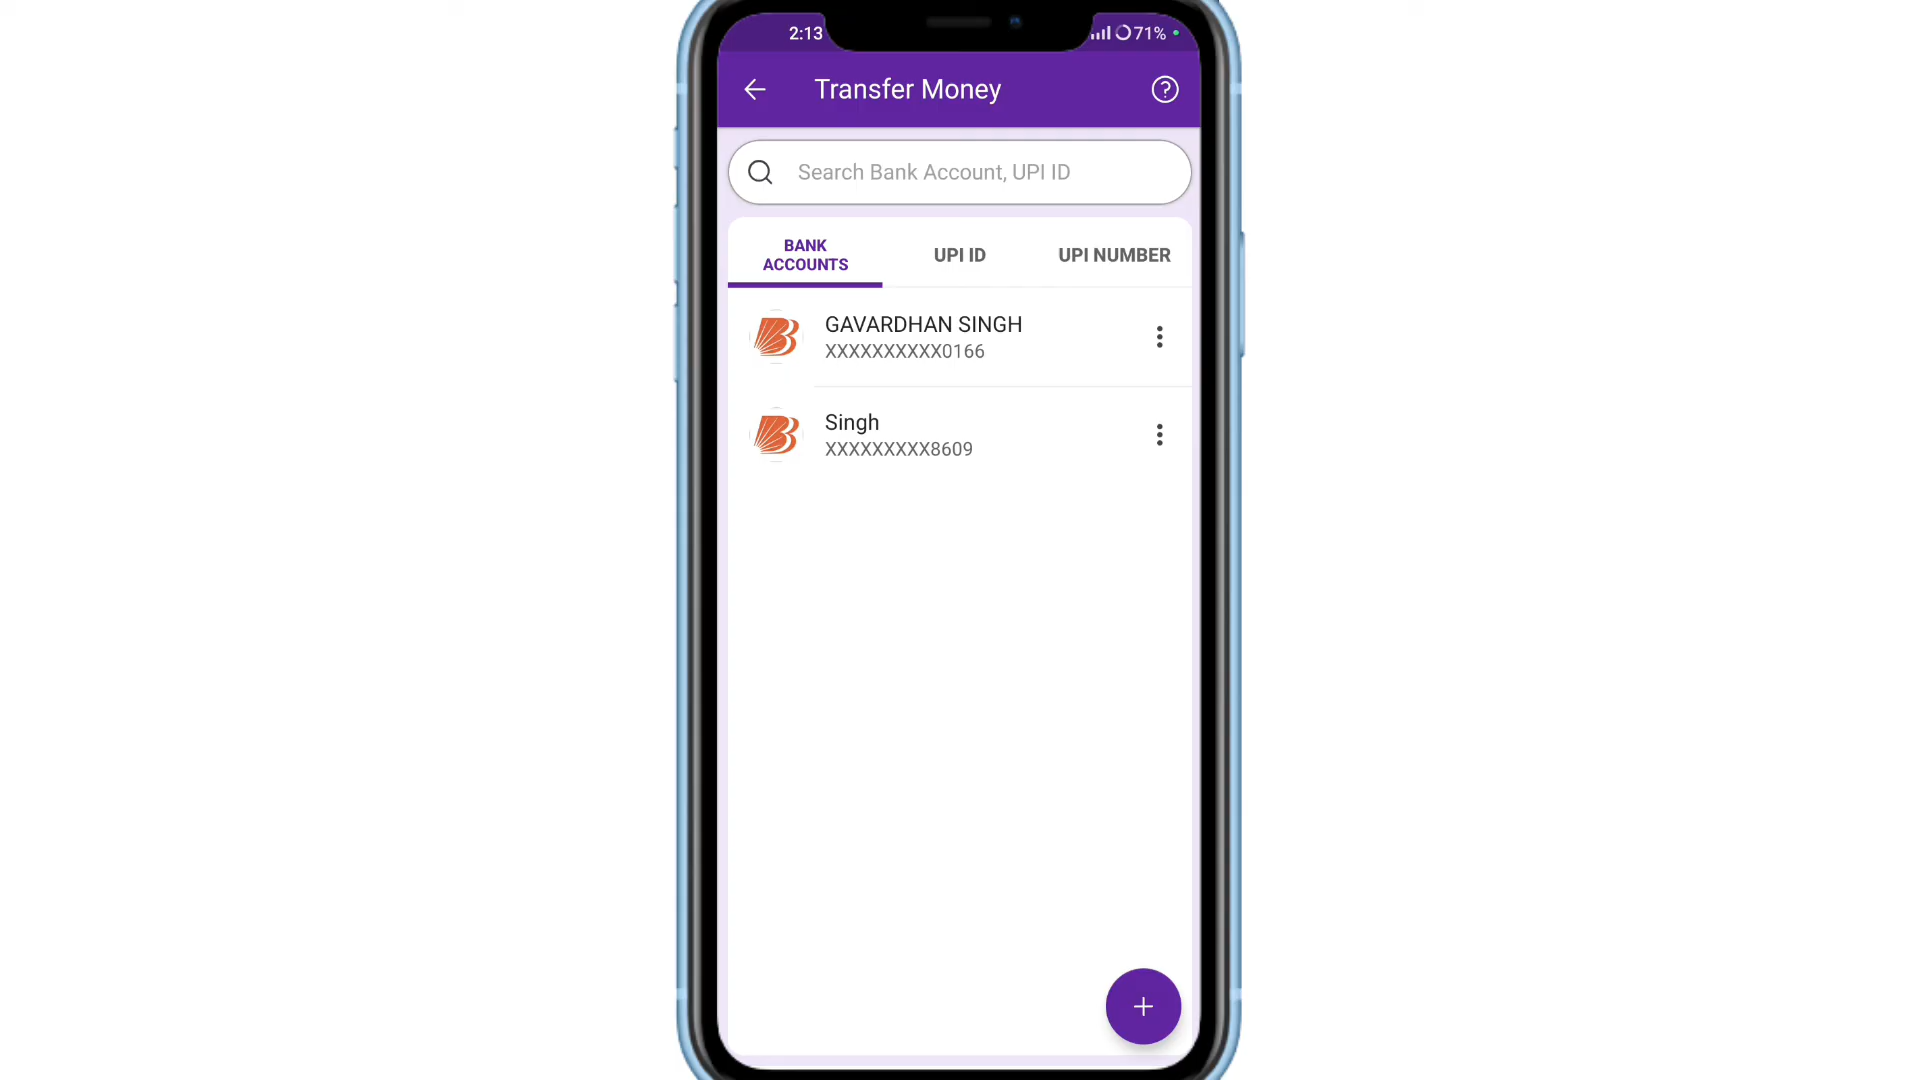 2:13
71%
Transfer Money
Search Bank Account, UPI ID
BANK
ACCOUNTS
UPI ID
UPI NUMBER
GAVARDHAN SINGH
XXXXXXXXXX0166
Singh
XXXXXXXXX8609